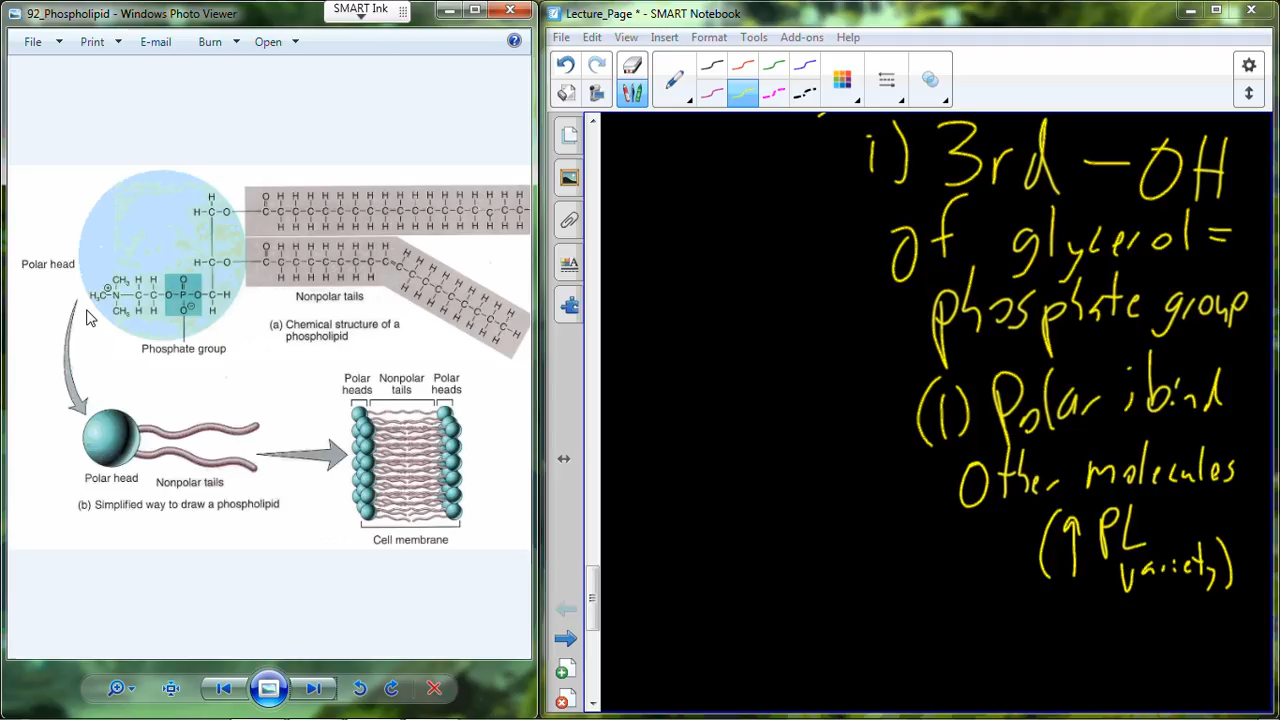 92_Phospholipid - Windows Photo Viewer
SMART Ink
File Print E-mail Burn Open
Polar head
H
H-C-O
H-C-O
O H H H H H H H H H H H H H H H H H
C-C-C-C-C-C-C-C-C-C-C-C-C-C-C-C-C-C-H
O H H H H H H H H
CH₃ H H O
H₃C-N-C-C-O-P-O-C-H
CH₃ H H O H
Phosphate group
Nonpolar tails
(a) Chemical structure of a
phospholipid
Polar head
Nonpolar tails
(b) Simplified way to draw a phospholipid
Polar
heads
Nonpolar
tails
Polar
heads
Cell membrane
Lecture_Page * - SMART Notebook
File Edit View Insert Format Tools Add-ons Help
i) 3rd -OH
of glycerol =
phosphate group
(1) Polar ; bind
Other molecules
(↑ PL
variety)